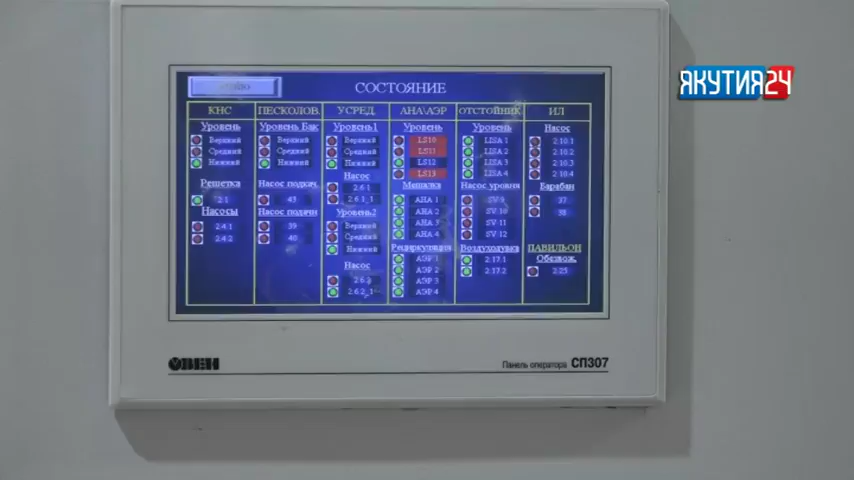 ЯКУТИЯ24
СОСТОЯНИЕ
КНС
Уровень
Верхний
Средний
Нижний
Решетка
2.1
Насосы
2.4.1
2.4.2
ПЕСКОЛОВ.
Уровень Бак
Верхний
Средний
Нижний
Насос подкач.
43
Насос подачи
39
40
УСРЕД.
Уровень1
Верхний
Средний
Нижний
Насос
2.6.1
2.6.1_1
Уровень2
Верхний
Средний
Нижний
Насос
2.6.2
2.6.2_1
АНА\АЭР
Уровень
LS10
LS11
LS12
LS13
Мешалка
АНА 1
АНА 2
АНА 3
АНА 4
Рециркуляция
АЭР 1
АЭР 2
АЭР 3
АЭР 4
ОТСТОЙНИК
Уровень
LISA 1
LISA 2
LISA 3
LISA 4
Насос уровня
SV 9
SV 10
SV 11
SV 12
Воздуходувка
2.17.1
2.17.2
ИЛ
Насос
2.10.1
2.10.2
2.10.3
2.10.4
Барабан
37
38
ПАВИЛЬОН
Обезвож.
2.25
ОВЕН
Панель оператора СП307